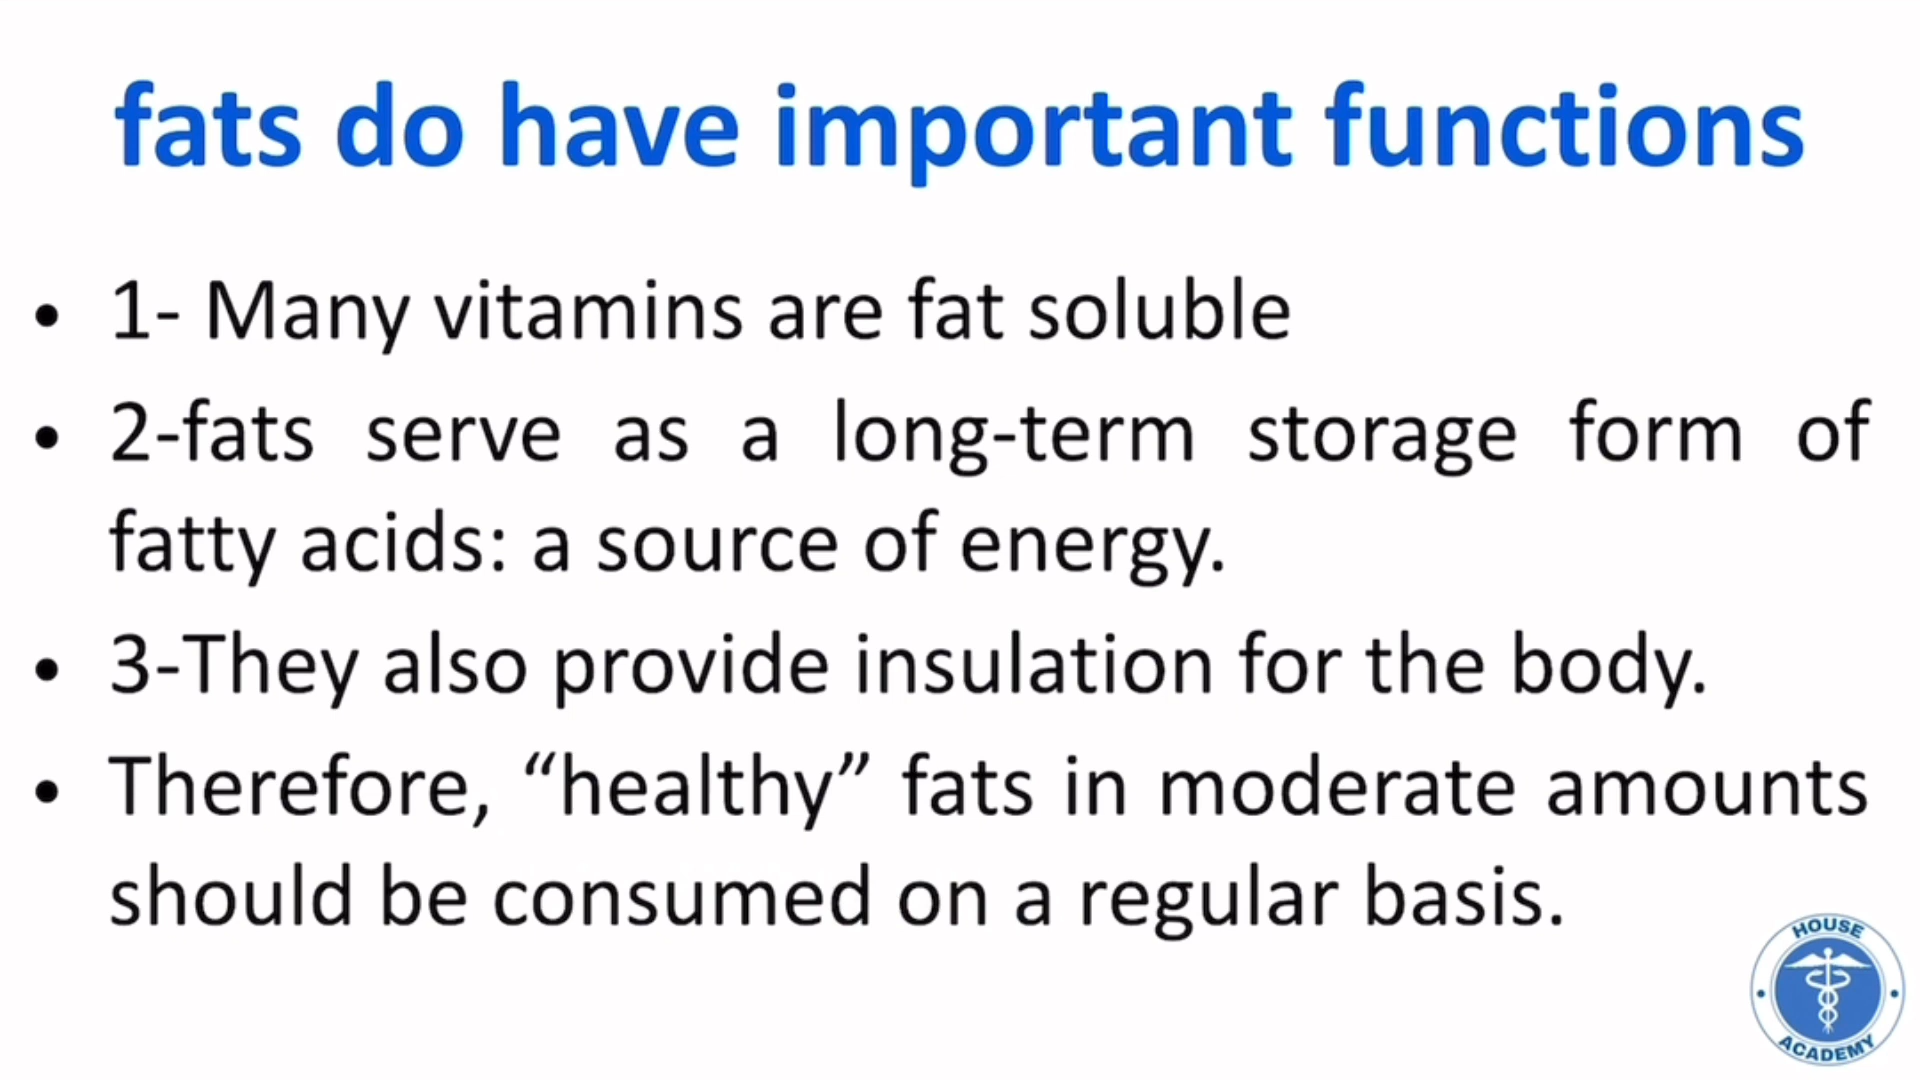 fats do have important functions
• 1- Many vitamins are fat soluble
• 2-fats serve as a long-term storage form of
fatty acids: a source of energy.
• 3-They also provide insulation for the body.
• Therefore, “healthy” fats in moderate amounts
should be consumed on a regular basis.
HOUSE
ACADEMY